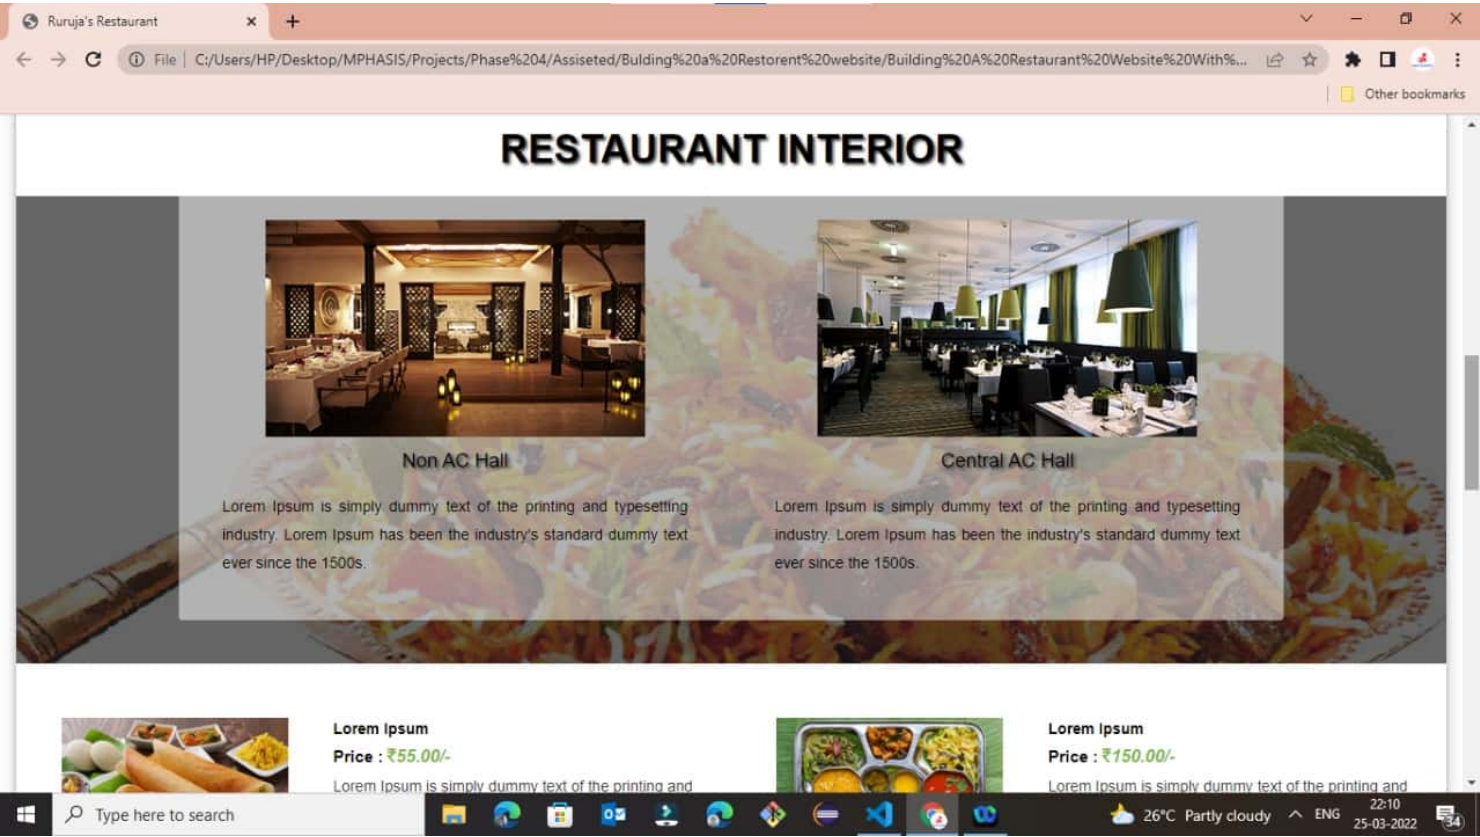 Ruruja's Restaurant
File | C:/Users/HP/Desktop/MPHASIS/Projects/Phase%204/Assiseted/Bulding%20a%20Restorent%20website/Building%20A%20Restaurant%20Website%20With%...
Other bookmarks
RESTAURANT INTERIOR
Non AC Hall
Lorem Ipsum is simply dummy text of the printing and typesetting
industry. Lorem Ipsum has been the industry's standard dummy text
ever since the 1500s.
Central AC Hall
Lorem Ipsum is simply dummy text of the printing and typesetting
industry. Lorem Ipsum has been the industry's standard dummy text
ever since the 1500s.
Lorem Ipsum
Price : ₹55.00/-
Lorem Ipsum is simply dummy text of the printing and
Lorem Ipsum
Price : ₹150.00/-
Lorem Ipsum is simply dummy text of the printing and
Type here to search
26°C Partly cloudy
ENG
22:10
25-03-2022
34